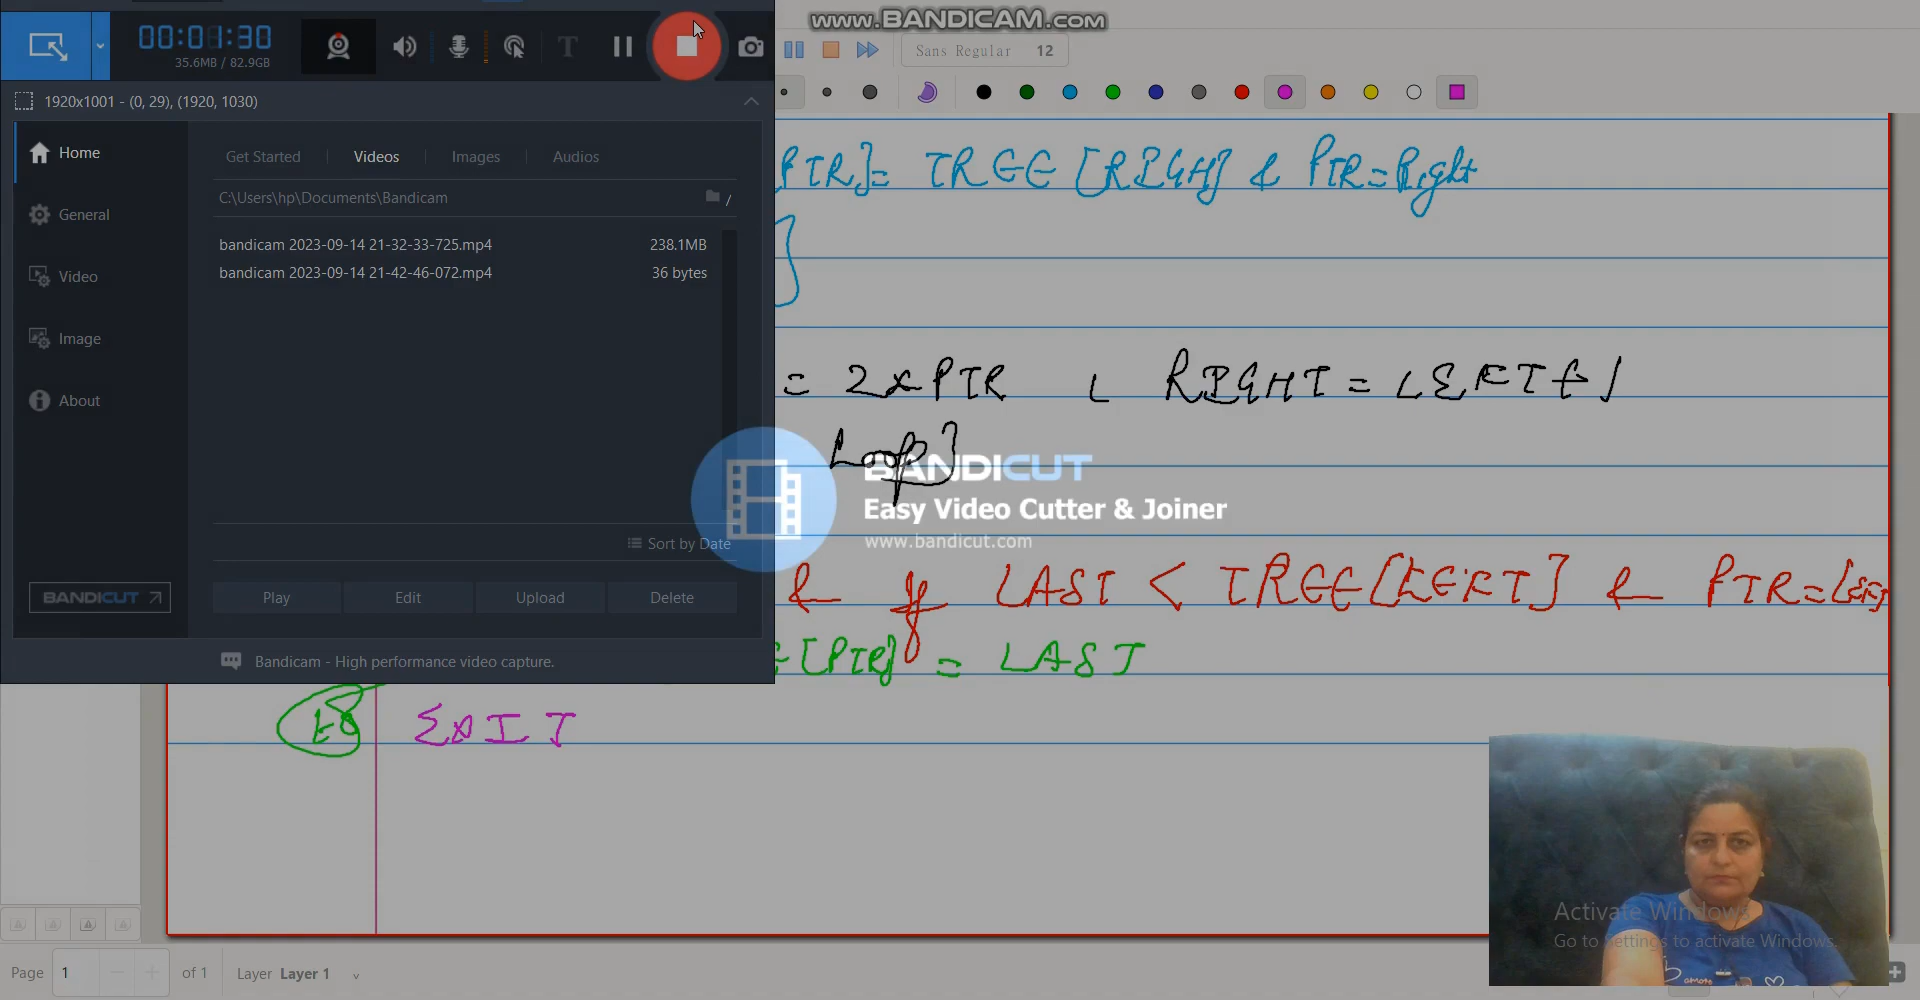 www.BANDICAM.com
00:01:30
35.6MB / 82.9GB
T
Sans Regular 12
1920x1001 - (0, 29), (1920, 1030)
Home
General
Video
Image
About
BANDICUT
Get Started
Videos
Images
Audios
C:\Users\hp\Documents\Bandicam
/
bandicam 2023-09-14 21-32-33-725.mp4 238.1MB
bandicam 2023-09-14 21-42-46-072.mp4 36 bytes
Sort by Date
Play Edit Upload Delete
Bandicam - High performance video capture.
PTR]= TREE [RIGH] & PTR=Right
}
= 2xPTR & RIGHT = LEFT+1
Loop]
BANDICUT
Easy Video Cutter & Joiner
www.bandicut.com
& if LAST < TREE[LEFT] & PTR=Left
E[PTR] = LAST
EXIT
Activate Windows
Go to Settings to activate Windows.
Page 1 of 1 Layer Layer 1